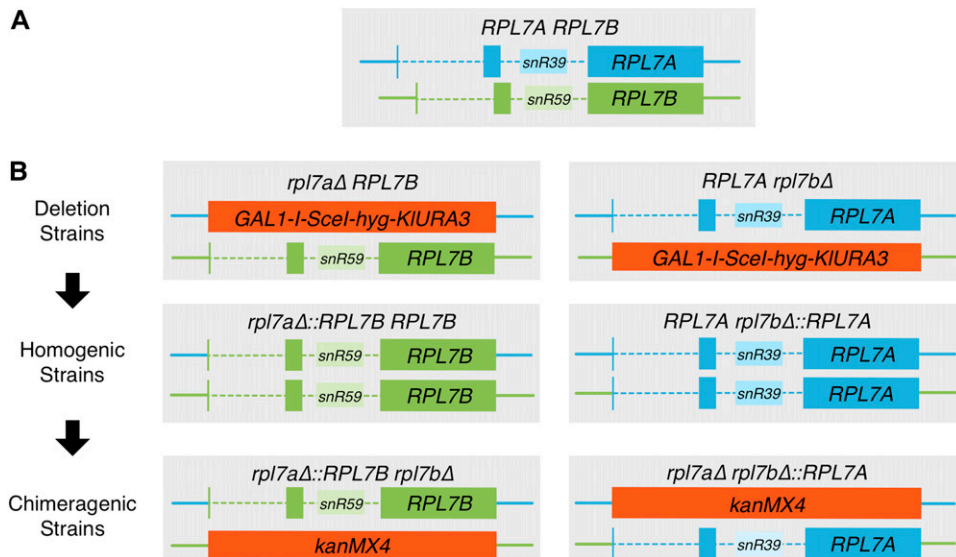 A
RPL7A RPL7B
snR39 RPL7A
snR59 RPL7B
B
Deletion
Strains
rpl7aΔ RPL7B
GAL1-I-SceI-hyg-KlURA3
snR59 RPL7B
RPL7A rpl7bΔ
snR39 RPL7A
GAL1-I-SceI-hyg-KlURA3
Homogenic
Strains
rpl7aΔ::RPL7B RPL7B
snR59 RPL7B
snR59 RPL7B
RPL7A rpl7bΔ::RPL7A
snR39 RPL7A
snR39 RPL7A
Chimeragenic
Strains
rpl7aΔ::RPL7B rpl7bΔ
snR59 RPL7B
kanMX4
rpl7aΔ rpl7bΔ::RPL7A
kanMX4
snR39 RPL7A